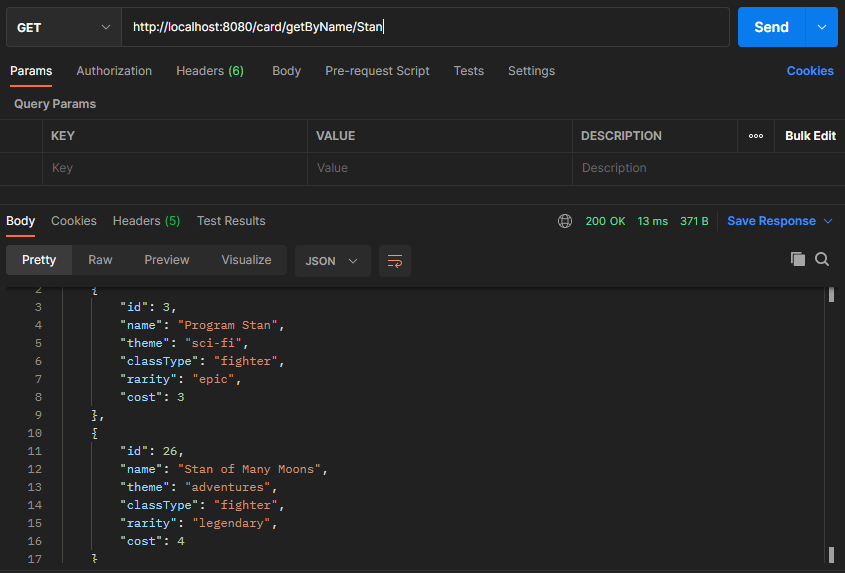 GET http://localhost:8080/card/getByName/Stan Send
Params Authorization Headers (6) Body Pre-request Script Tests Settings Cookies
Query Params
KEY VALUE DESCRIPTION ooo Bulk Edit
Key Value Description
Body Cookies Headers (5) Test Results 200 OK 13 ms 371 B Save Response
Pretty Raw Preview Visualize JSON
2 {
3 "id": 3,
4 "name": "Program Stan",
5 "theme": "sci-fi",
6 "classType": "fighter",
7 "rarity": "epic",
8 "cost": 3
9 },
10 {
11 "id": 26,
12 "name": "Stan of Many Moons",
13 "theme": "adventures",
14 "classType": "fighter",
15 "rarity": "legendary",
16 "cost": 4
17 }